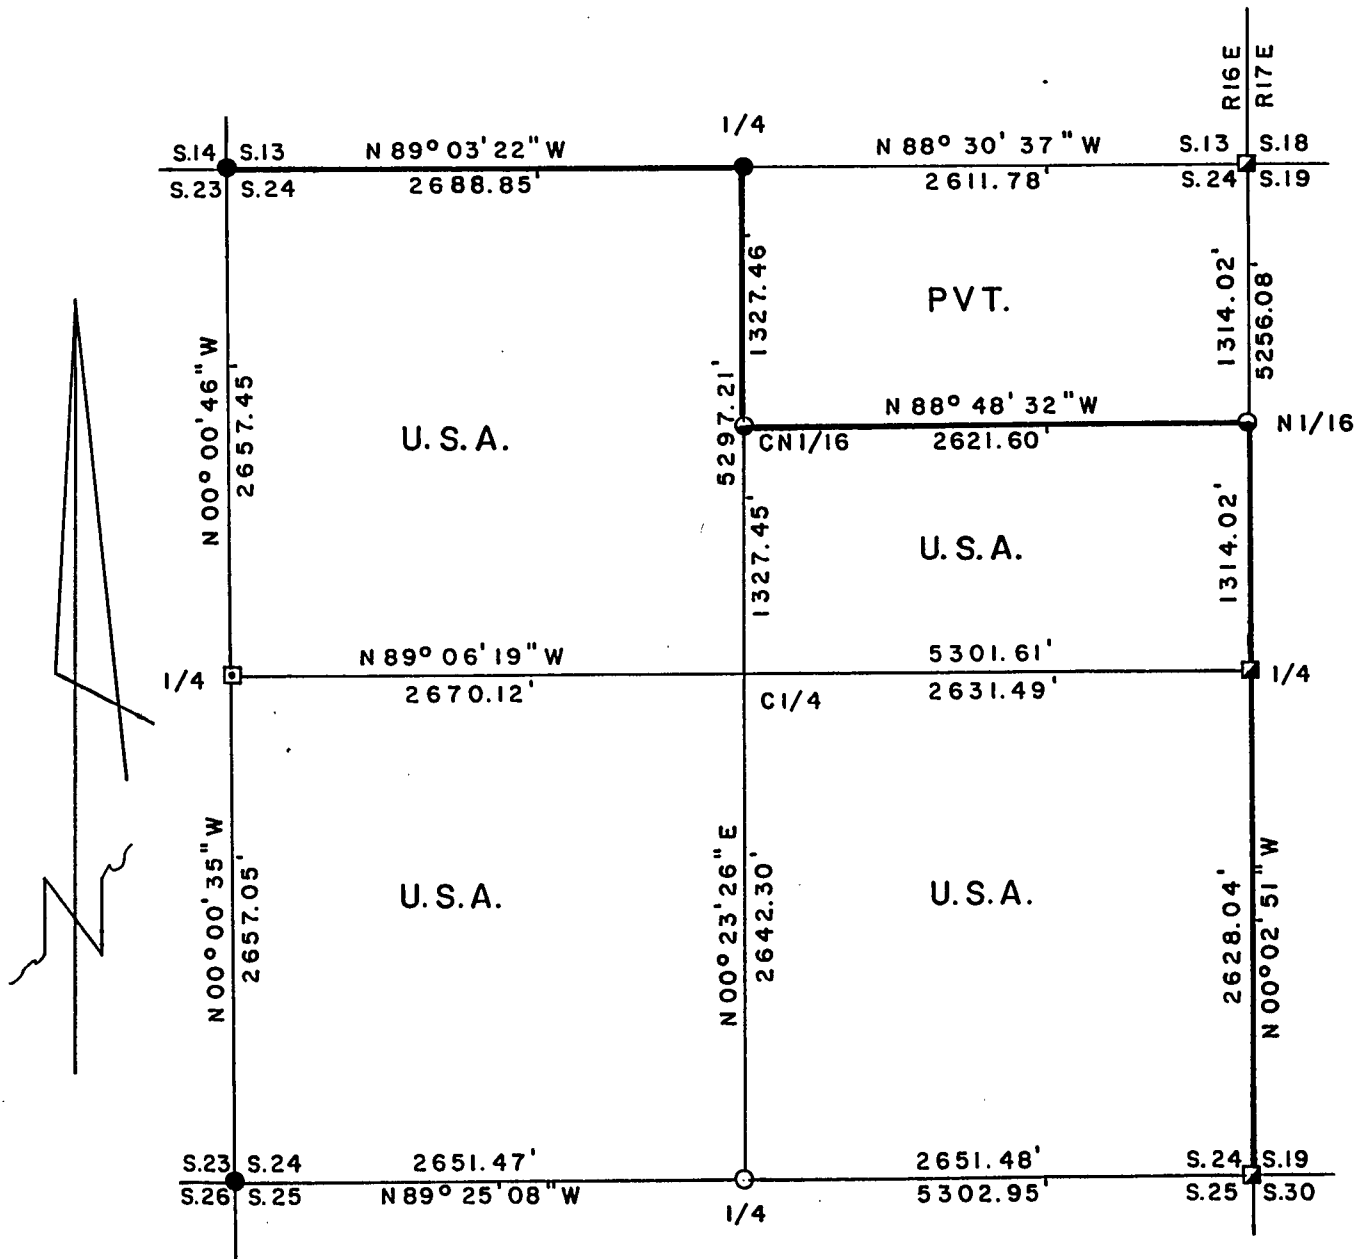 R16E
R17E
1/4
S.14 S.13
N 89° 03' 22" W
N 88° 30' 37" W
S.13 S.18
S.23 S.24
2688.85'
2611.78'
S.24 S.19
1327.46'
PVT.
1314.02'
5256.08'
N 00° 00' 46" W
2657.45'
U.S.A.
5297.21'
N 88° 48' 32" W
CN 1/16
2621.60'
N 1/16
1327.45'
U.S.A.
1314.02'
1/4
N 89° 06' 19" W
5301.61'
2670.12'
C 1/4
2631.49'
1/4
N 00° 00' 35" W
2657.05'
U.S.A.
N 00° 23' 26" E
2642.30'
U.S.A.
2628.04'
N 00° 02' 51" W
N
S.23 S.24
2651.47'
2651.48'
S.24 S.19
S.26 S.25
N 89° 25' 08" W
5302.95'
S.25 S.30
1/4